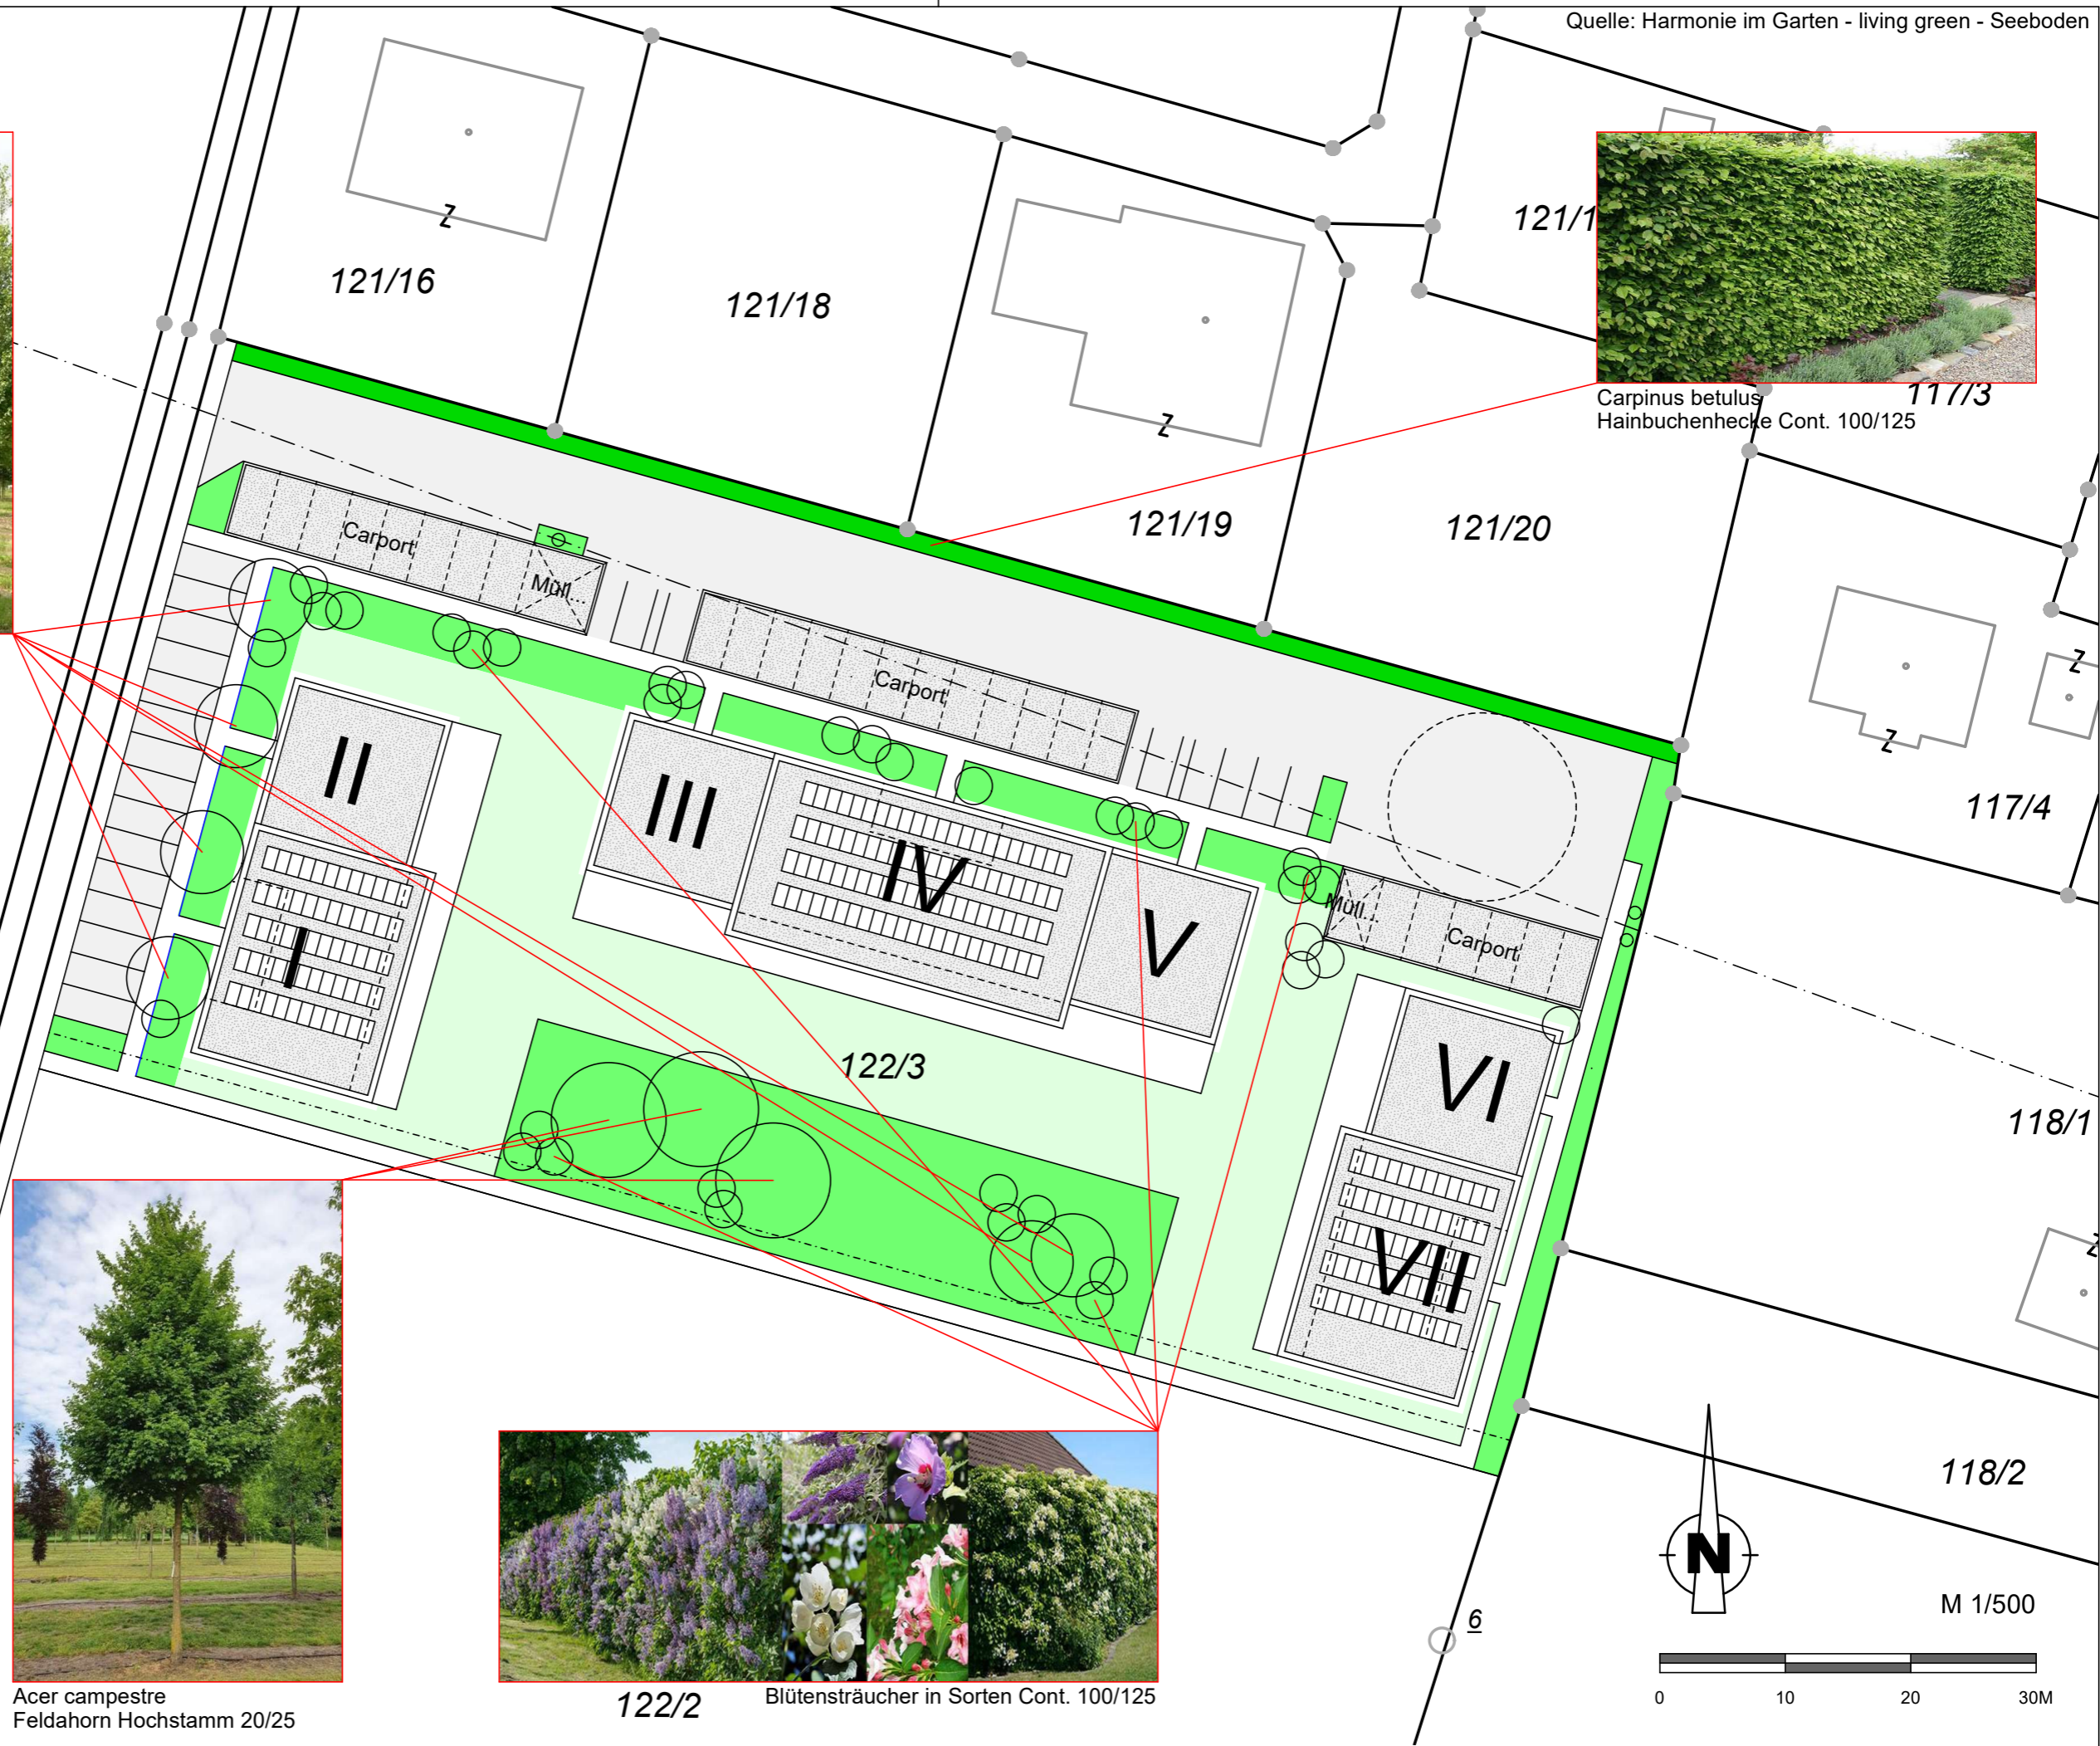 Quelle: Harmonie im Garten - living green - Seeboden
121/1
Z
121/16
121/18
117/3
Carpinus betulus
Hainbuchenhecke Cont. 100/125
Z
121/19
121/20
Carport
Müll...
Z
Carport
Z
II
III
117/4
IV
Müll...
V
Carport
I
122/3
VI
118/1
VII
Z
118/2
N
M 1/500
6
0 10 20 30M
Acer campestre
Feldahorn Hochstamm 20/25
122/2
Blütensträucher in Sorten Cont. 100/125